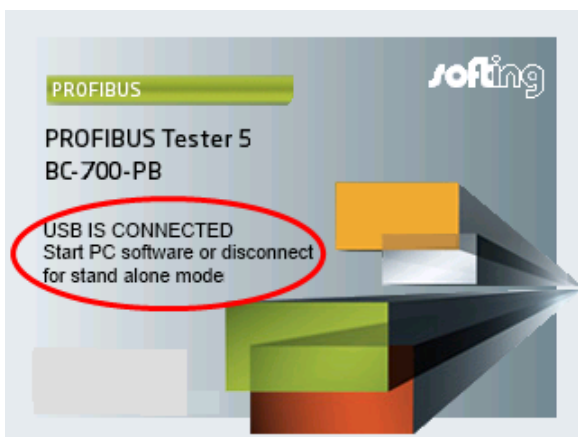 softing
PROFIBUS
PROFIBUS Tester 5
BC-700-PB
USB IS CONNECTED
Start PC software or disconnect
for stand alone mode